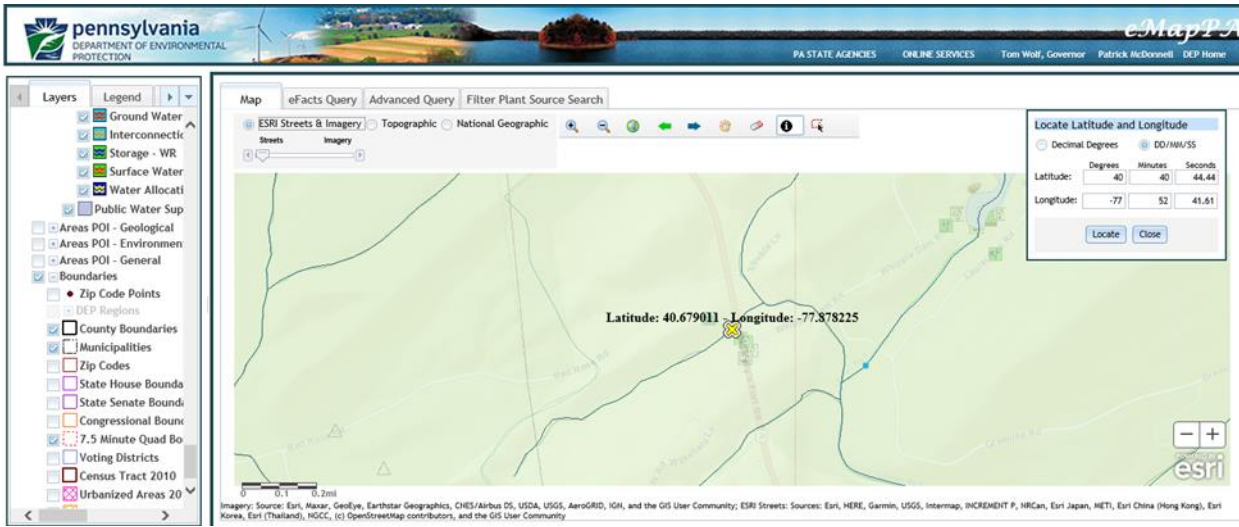 pennsylvania
DEPARTMENT OF ENVIRONMENTAL
PROTECTION
eMapPA
PA STATE AGENCIES ONLINE SERVICES Tom Wolf, Governor Patrick McDonnell DEP Home
Layers Legend
Ground Water
Interconnectic
Storage - WR
Surface Water
Water Allocati
Public Water Sup
Areas POI - Geological
Areas POI - Environmen
Areas POI - General
Boundaries
Zip Code Points
DEP Regions
County Boundaries
Municipalities
Zip Codes
State House Bounda
State Senate Bounda
Congressional Bound
7.5 Minute Quad Bo
Voting Districts
Census Tract 2010
Urbanized Areas 20
Map eFacts Query Advanced Query Filter Plant Source Search
ESRI Streets & Imagery Topographic National Geographic
Streets Imagery
Locate Latitude and Longitude
Decimal Degrees DD/MM/SS
Degrees Minutes Seconds
Latitude: 40 40 44.44
Longitude: -77 52 41.61
Locate Close
Latitude: 40.679011 - Longitude: -77.878225
Red Rose Rd
0 0.1 0.2mi
POWERED BY
esri
Imagery: Source: Esri, Maxar, GeoEye, Earthstar Geographics, CNES/Airbus DS, USDA, USGS, AeroGRID, IGN, and the GIS User Community; ESRI Streets: Sources: Esri, HERE, Garmin, USGS, Intermap, INCREMENT P, NRCan, Esri Japan, METI, Esri China (Hong Kong), Esri
Korea, Esri (Thailand), NGCC, (c) OpenStreetMap contributors, and the GIS User Community